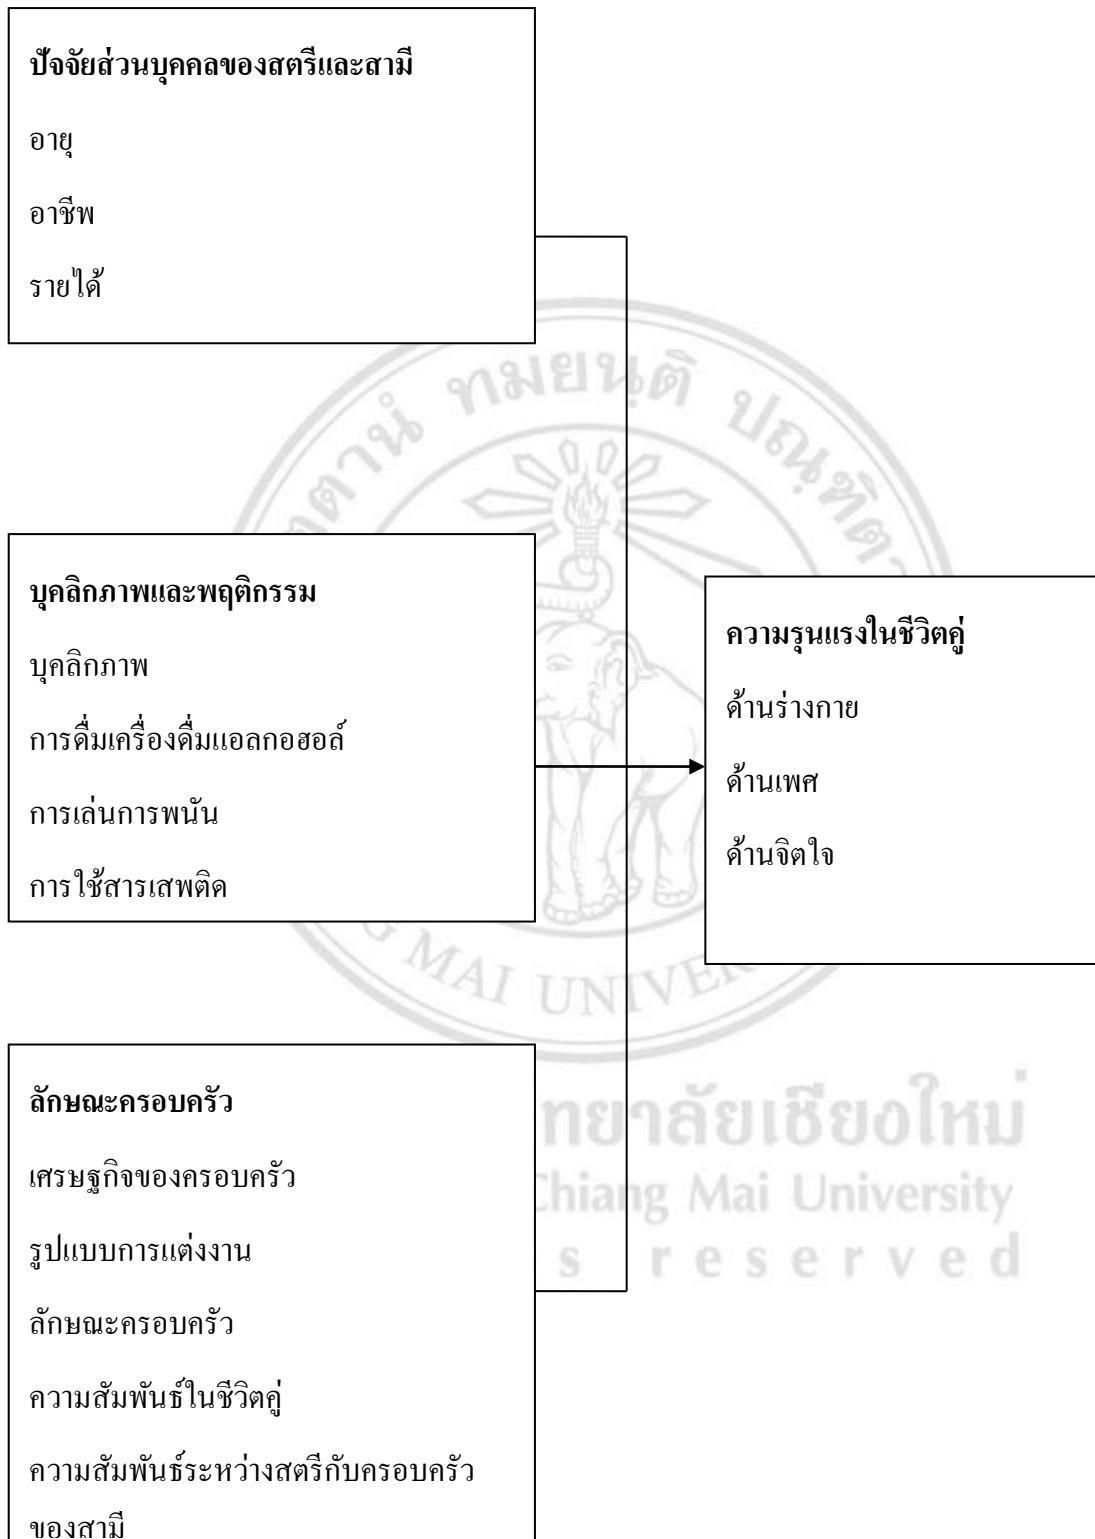 ปัจจัยส่วนบุคคลของสตรีและสามี
อายุ
อาชีพ
รายได้
ทมยนฺติ ปณฺฑิตา
บุคลิกภาพและพฤติกรรม
บุคลิกภาพ
การดื่มเครื่องดื่มแอลกอฮอล์
การเล่นการพนัน
การใช้สารเสพติด
ความรุนแรงในชีวิตคู่
ด้านร่างกาย
ด้านเพศ
ด้านจิตใจ
G MAI UNIVER
ลักษณะครอบครัว
เศรษฐกิจของครอบครัว
รูปแบบการแต่งงาน
ลักษณะครอบครัว
ความสัมพันธ์ในชีวิตคู่
ความสัมพันธ์ระหว่างสตรีกับครอบครัว
ของสามี
ทยาลัยเชียงใหม่
Chiang Mai University
s reserved